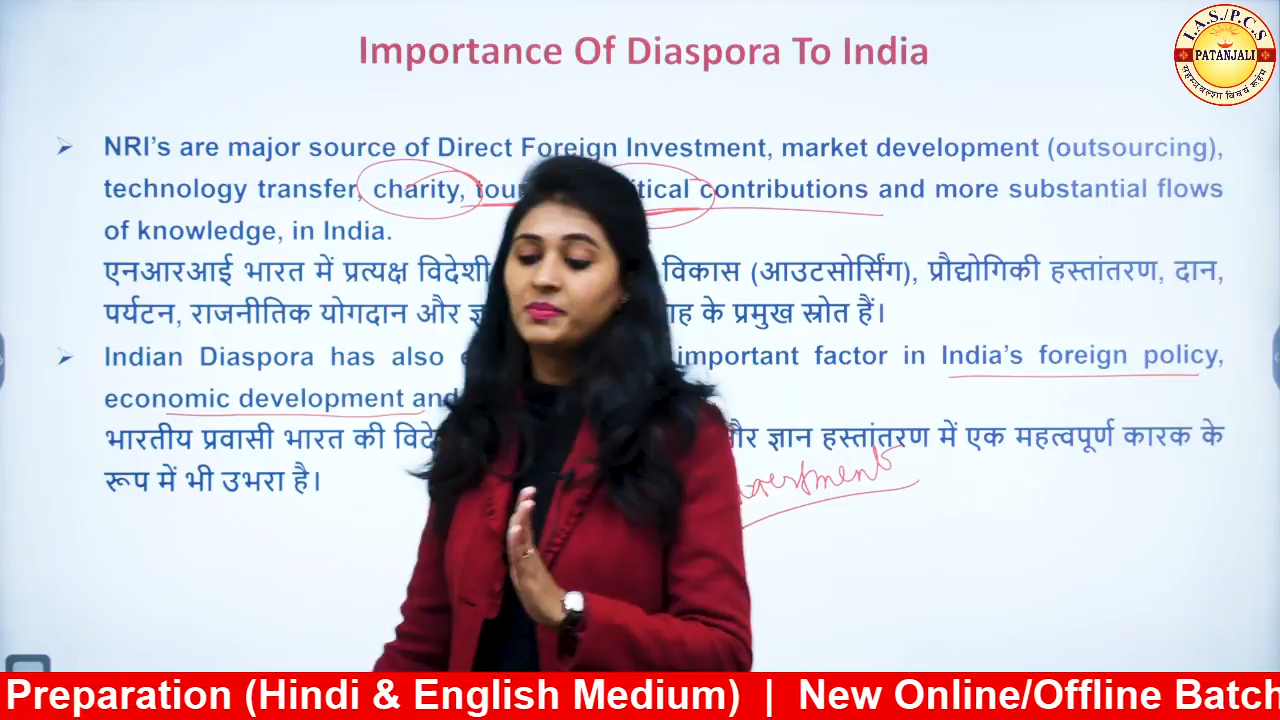 Importance Of Diaspora To India
I.A.S./P.C.S
PATANJALI
NRI's are major source of Direct Foreign Investment, market development (outsourcing),
technology transfer, charity, contributions and more substantial flows
of knowledge, in India.
एनआरआई भारत में प्रत्यक्ष विदेशी विकास (आउटसोर्सिंग), प्रौद्योगिकी हस्तांतरण, दान,
पर्यटन, राजनीतिक योगदान और के प्रमुख स्रोत हैं।
Indian Diaspora has also important factor in India's foreign policy,
economic development and
भारतीय प्रवासी भारत की और ज्ञान हस्तांतरण में एक महत्वपूर्ण कारक के
रूप में भी उभरा है।
Preparation (Hindi & English Medium) | New Online/Offline Batch